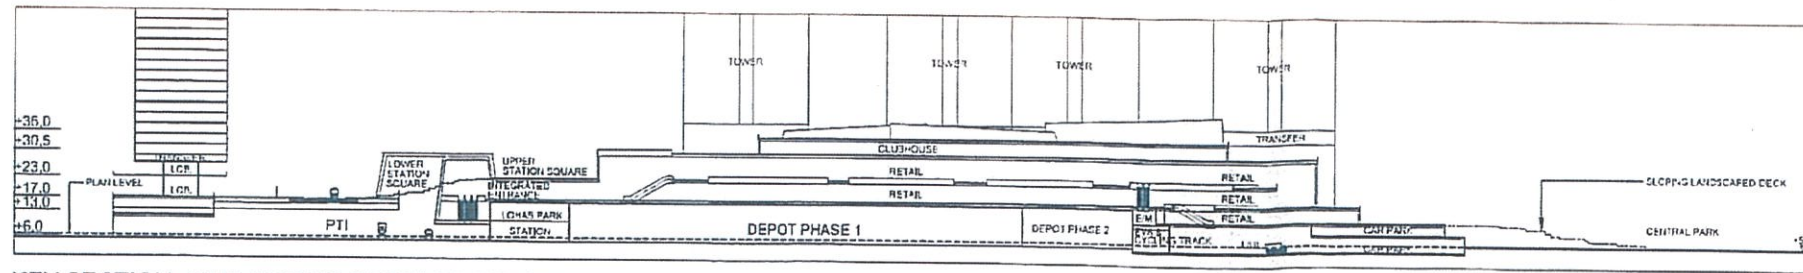 TOWER
TOWER
TOWER
TOWER
+36.0
+30.5
+23.0
+17.0
+13.0
+6.0
TRANSFER
CLUBHOUSE
LOWER
STATION
SQUARE
UPPER
STATION SQUARE
INTEGRATED
ENTRANCE
PLAN LEVEL
RETAIL
RETAIL
RETAIL
RETAIL
RETAIL
SLOPING LANDSCAPED DECK
LOHAS PARK
STATION
PTI
DEPOT PHASE 1
DEPOT PHASE 2
E/M
CYCLING TRACK
CAR PARK
CAR PARK
CENTRAL PARK